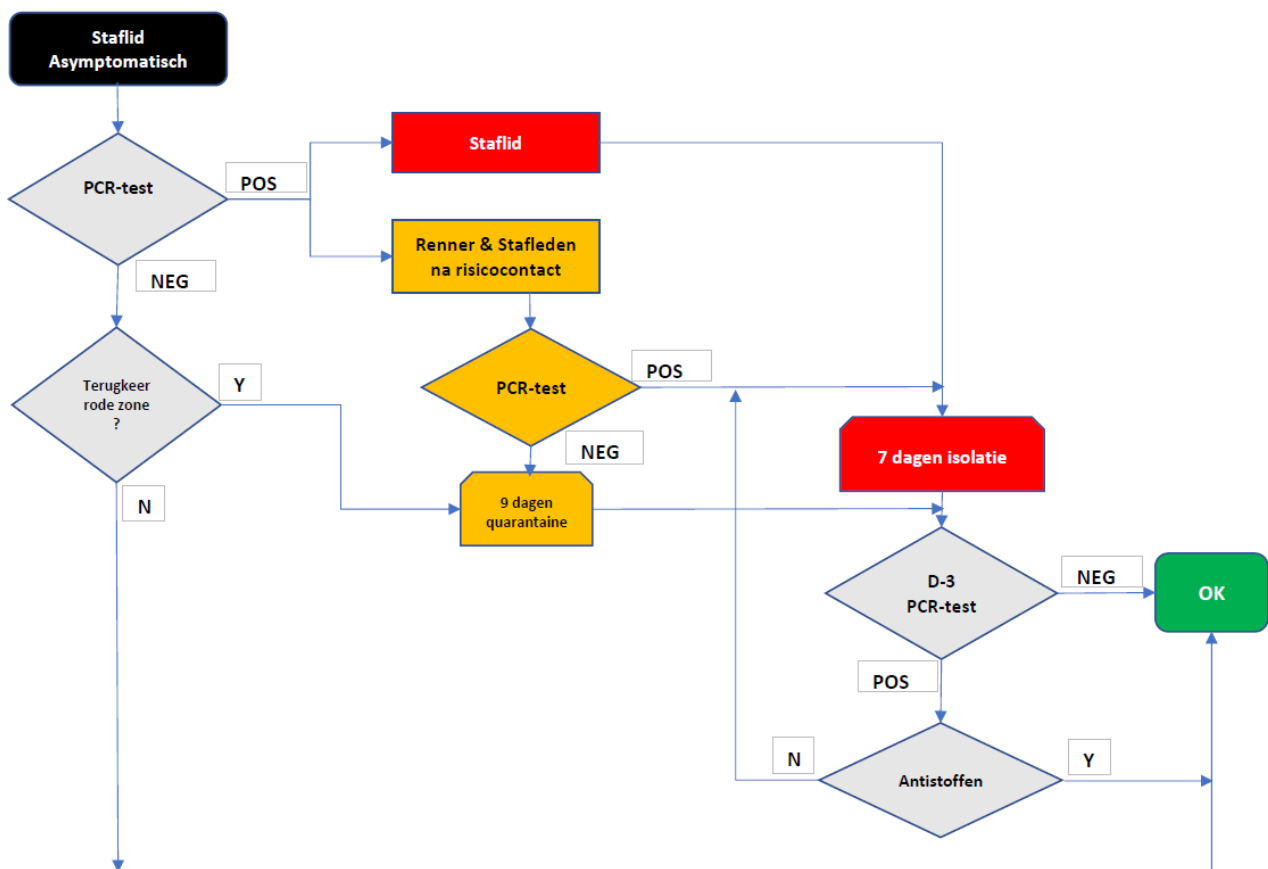 Staflid
Asymptomatisch
Staflid
PCR-test
POS
Renner & Stafleden
na risicocontact
NEG
Terugkeer
rode zone
?
Y
PCR-test
POS
NEG
7 dagen isolatie
N
9 dagen
quarantaine
D-3
PCR-test
NEG
OK
POS
N
Antistoffen
Y